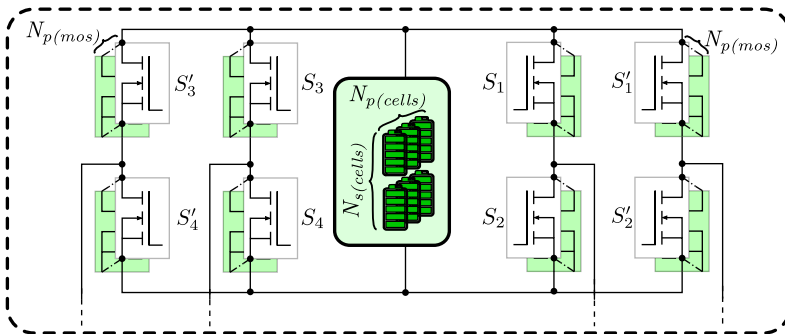 N_{p(mos)}
N_{p(mos)}
S'_3
S_3
S_1
S'_1
N_{p(cells)}
N_{s(cells)}
S'_4
S_4
S_2
S'_2